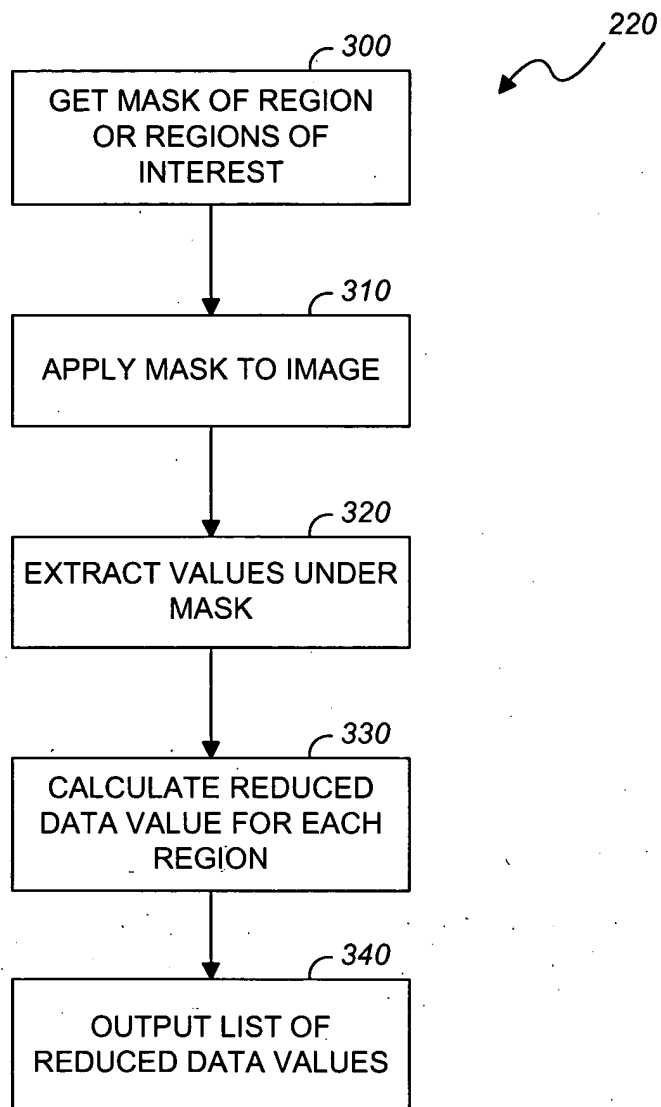 220
300
GET MASK OF REGION
OR REGIONS OF
INTEREST
310
APPLY MASK TO IMAGE
320
EXTRACT VALUES UNDER
MASK
330
CALCULATE REDUCED
DATA VALUE FOR EACH
REGION
340
OUTPUT LIST OF
REDUCED DATA VALUES